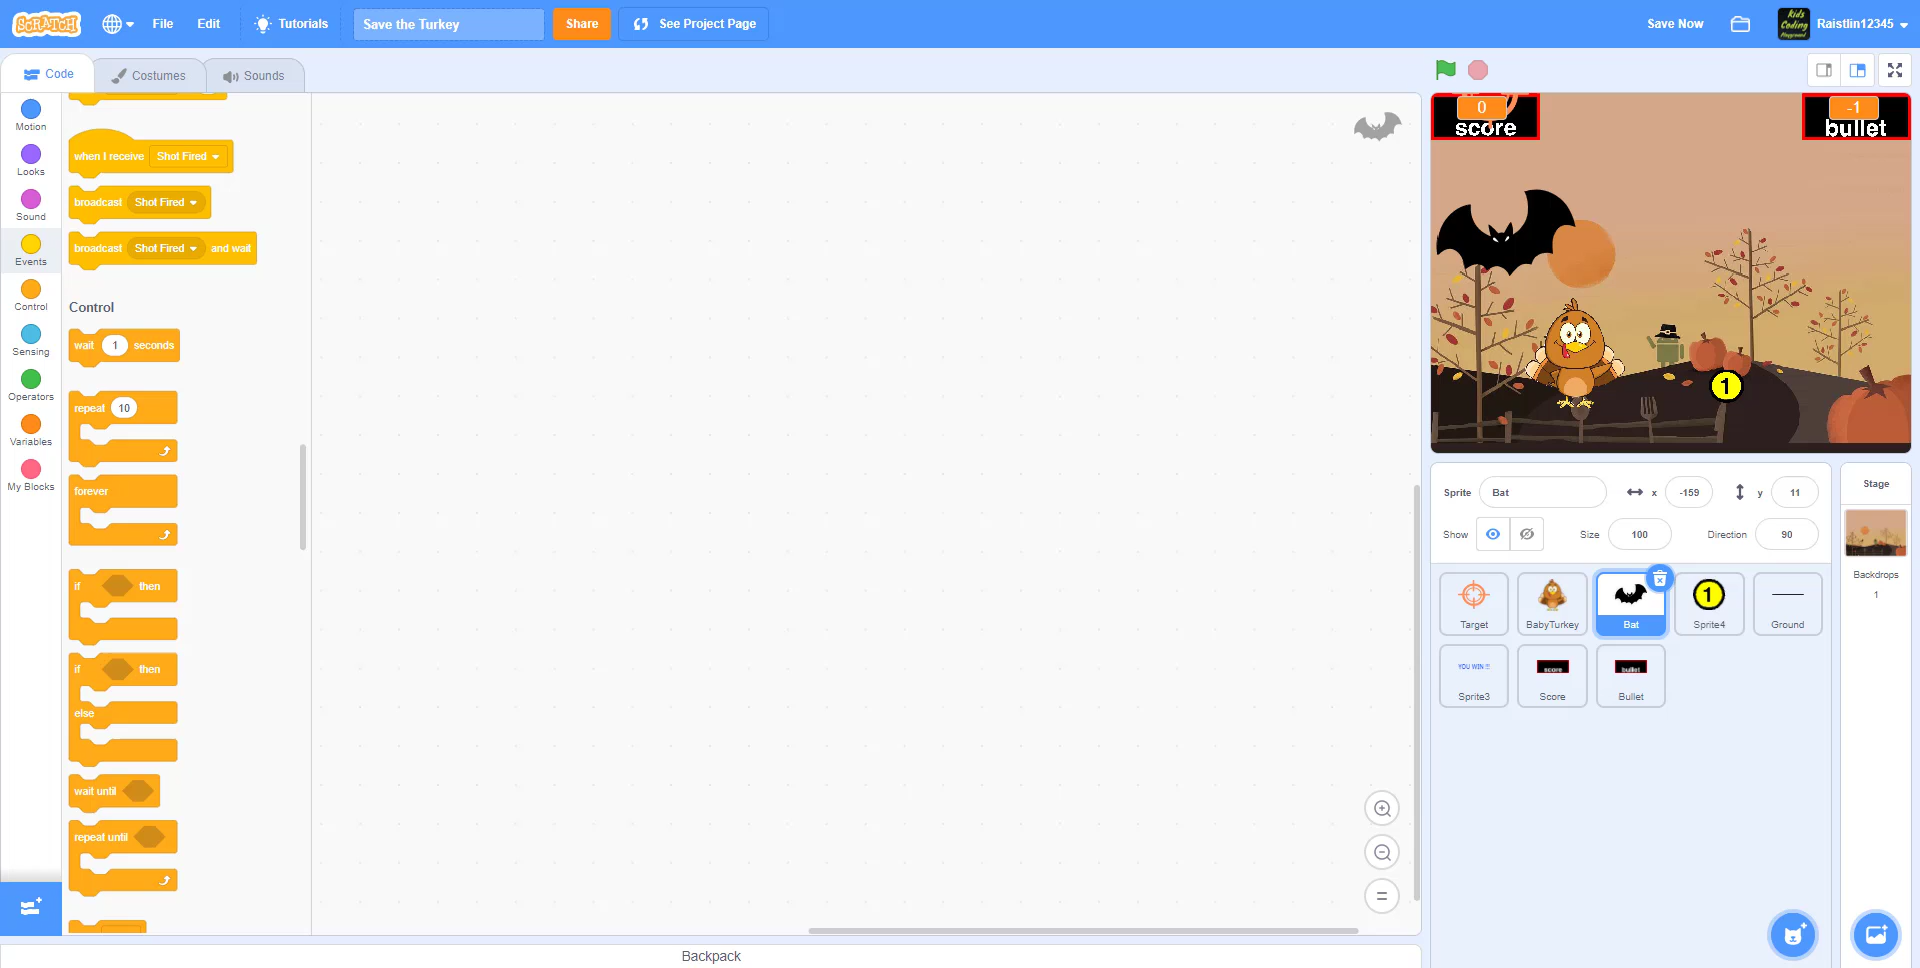 SCRATCH
File
Edit
Tutorials
Save the Turkey
Share
See Project Page
Save Now
Kids
Coding
Playground
Raistlin12345
Code
Costumes
Sounds
Motion
Looks
Sound
Events
Control
Sensing
Operators
Variables
My Blocks
when I receive Shot Fired
broadcast Shot Fired
broadcast Shot Fired and wait
Control
wait 1 seconds
repeat 10
forever
if then
if then
else
wait until
repeat until
Backpack
0
score
-1
bullet
1
Sprite Bat x -159 y 11
Show Size 100 Direction 90
Target
BabyTurkey
Bat
1
Sprite4
Ground
YOU WIN !!!
Sprite3
score
Score
bullet
Bullet
Stage
Backdrops
1